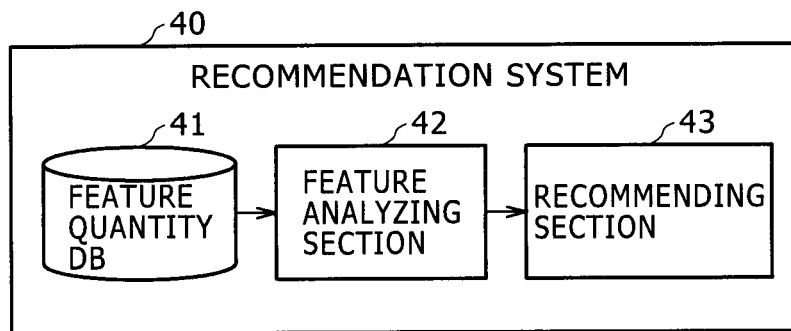 40
RECOMMENDATION SYSTEM
41
42
43
FEATURE
QUANTITY
DB
FEATURE
ANALYZING
SECTION
RECOMMENDING
SECTION